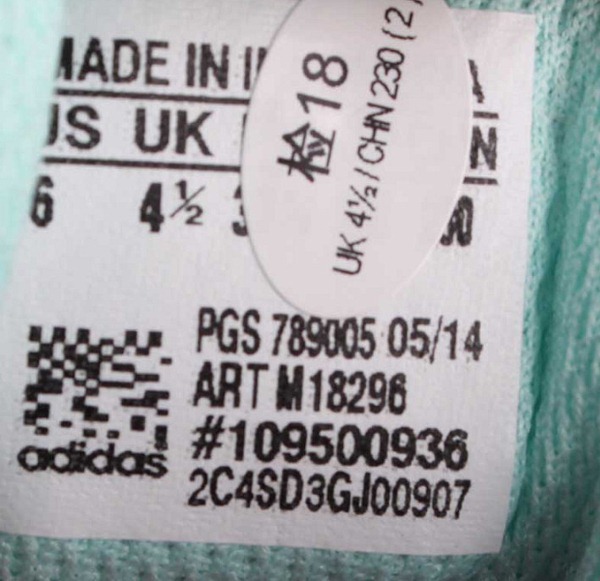 MADE IN
US UK
6 4½
检18
UK 4½ / CHN 230 (2)
PGS 789005 05/14
ART M18296
#109500936
2C4SD3GJ00907
adidas